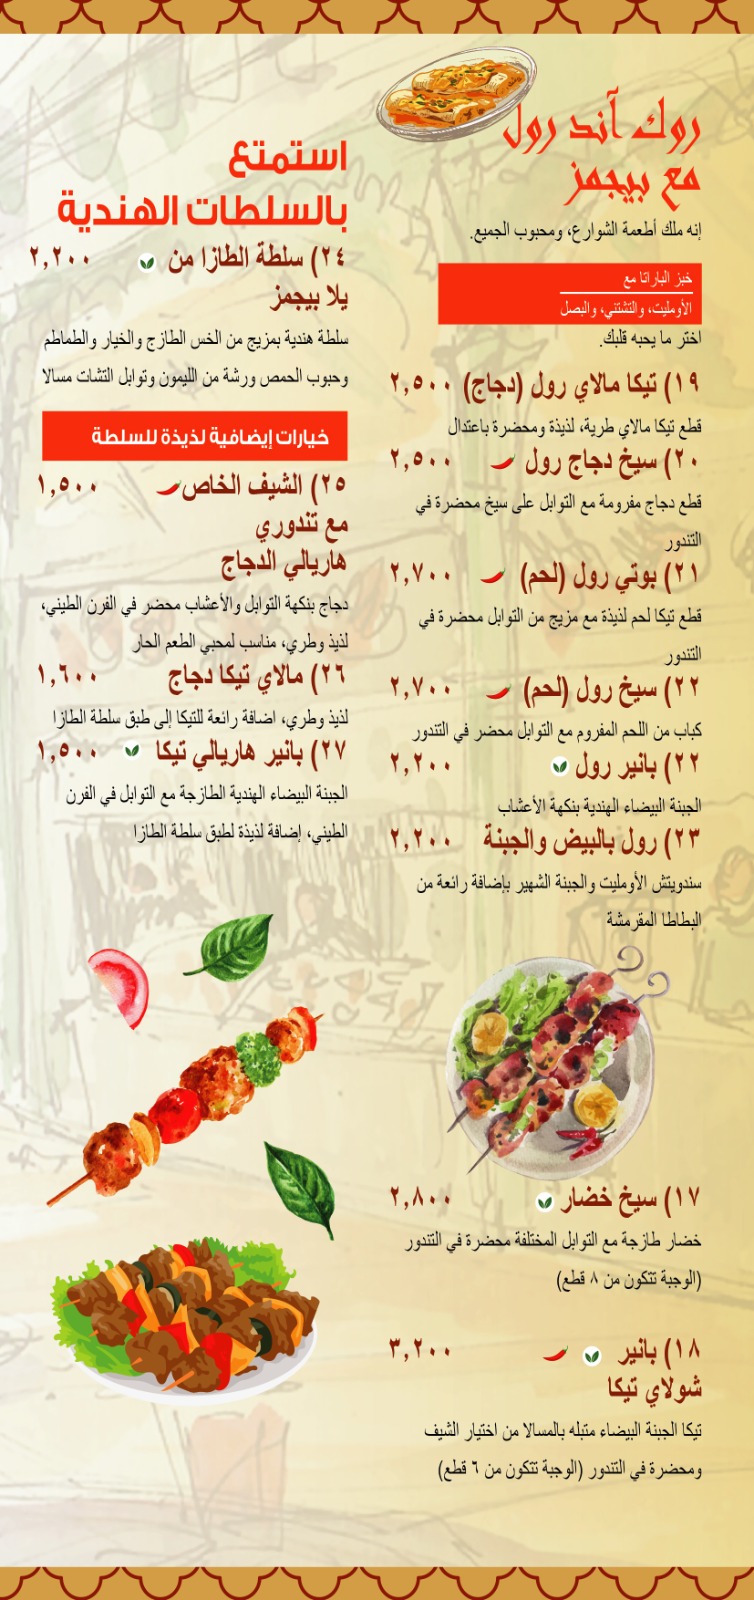 روك آند رول
مع بيجمز
إنه ملك أطعمة الشوارع، ومحبوب الجميع.
خبز الباراتا مع
الأومليت، والتشتني، والبصل
اختر ما يحبه قلبك.
١٩) تيكا مالاي رول (دجاج) ٢,٥٠٠
قطع تيكا مالاي طرية، لذيذة ومحضرة باعتدال
٢٠) سيخ دجاج رول ٢,٥٠٠
قطع دجاج مفرومة مع التوابل على سيخ محضرة في
التندور
٢١) بوتي رول (لحم) ٢,٧٠٠
قطع تيكا لحم لذيذة مع مزيج من التوابل محضرة في
التندور
٢٢) سيخ رول (لحم) ٢,٧٠٠
كباب من اللحم المفروم مع التوابل محضر في التندور
٢٢) بانير رول ٢,٢٠٠
الجبنة البيضاء الهندية بنكهة الأعشاب
٢٣) رول بالبيض والجبنة ٢,٢٠٠
سندويتش الأومليت والجبنة الشهير بإضافة رائعة من
البطاطا المقرمشة
١٧) سيخ خضار ٢,٨٠٠
خضار طازجة مع التوابل المختلفة محضرة في التندور
(الوجبة تتكون من ٨ قطع)
١٨) بانير ٣,٢٠٠
شولاي تيكا
تيكا الجبنة البيضاء متبله بالمسالا من اختيار الشيف
ومحضرة في التندور (الوجبة تتكون من ٦ قطع)
استمتع
بالسلطات الهندية
٢٤) سلطة الطازا من ٢,٢٠٠
يلا بيجمز
سلطة هندية بمزيج من الخس الطازج والخيار والطماطم
وحبوب الحمص ورشة من الليمون وتوابل التشات مسالا
خيارات إضافية لذيذة للسلطة
٢٥) الشيف الخاص ١,٥٠٠
مع تندوري
هاريالي الدجاج
دجاج بنكهة التوابل والأعشاب محضر في الفرن الطيني،
لذيذ وطري، مناسب لمحبي الطعم الحار
٢٦) مالاي تيكا دجاج ١,٦٠٠
لذيذ وطري، اضافة رائعة للتيكا إلى طبق سلطة الطازا
٢٧) بانير هاريالي تيكا ١,٥٠٠
الجبنة البيضاء الهندية الطازجة مع التوابل في الفرن
الطيني، إضافة لذيذة لطبق سلطة الطازا